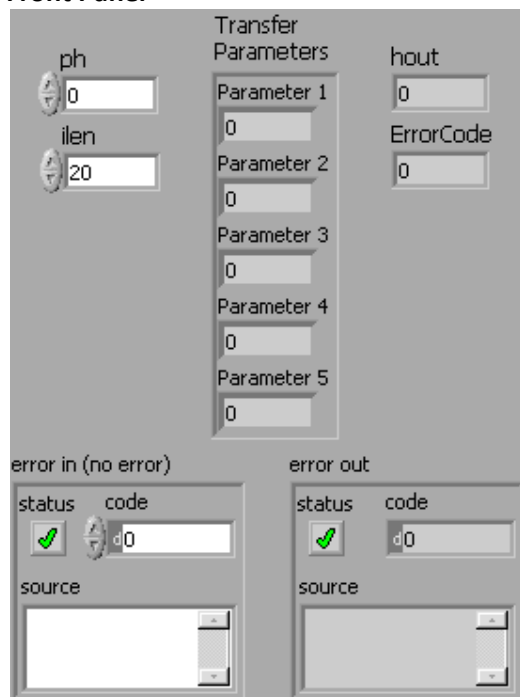 Front Panel
ph
0
ilen
20
Transfer
Parameters
Parameter 1
0
Parameter 2
0
Parameter 3
0
Parameter 4
0
Parameter 5
0
hout
0
ErrorCode
0
error in (no error)
status code
d0
source
error out
status code
d0
source